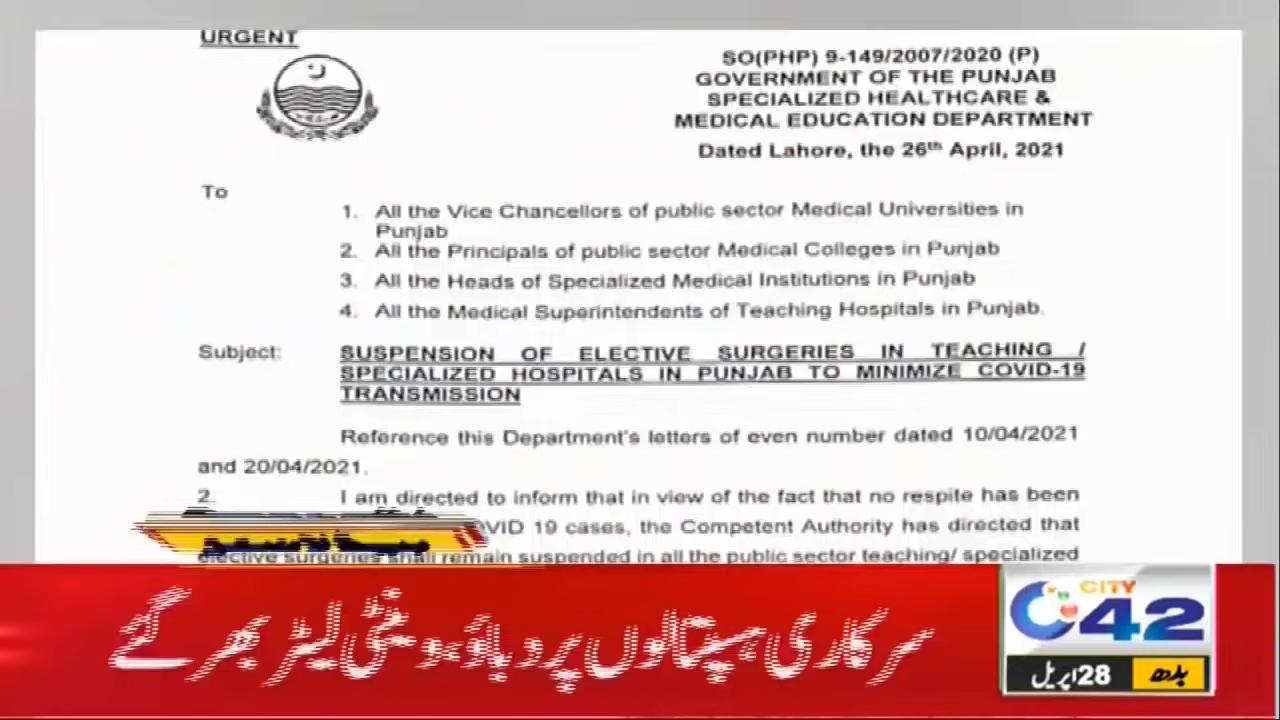 URGENT
SO(PHP) 9-149/2007/2020 (P)
GOVERNMENT OF THE PUNJAB
SPECIALIZED HEALTHCARE &
MEDICAL EDUCATION DEPARTMENT
Dated Lahore, the 26th April, 2021
To
1. All the Vice Chancellors of public sector Medical Universities in
Punjab
2. All the Principals of public sector Medical Colleges in Punjab
3. All the Heads of Specialized Medical Institutions in Punjab
4. All the Medical Superintendents of Teaching Hospitals in Punjab.
Subject: SUSPENSION OF ELECTIVE SURGERIES IN TEACHING /
SPECIALIZED HOSPITALS IN PUNJAB TO MINIMIZE COVID-19
TRANSMISSION
Reference this Department's letters of even number dated 10/04/2021
and 20/04/2021.
2. I am directed to inform that in view of the fact that no respite has been
OVID 19 cases, the Competent Authority has directed that
elective surgeries shall remain suspended in all the public sector teaching/ specialized
سرکاری ہسپتالوں پر دباؤ، وینٹی لیٹر بھر گئے
CITY
42
بدھ 28 اپریل